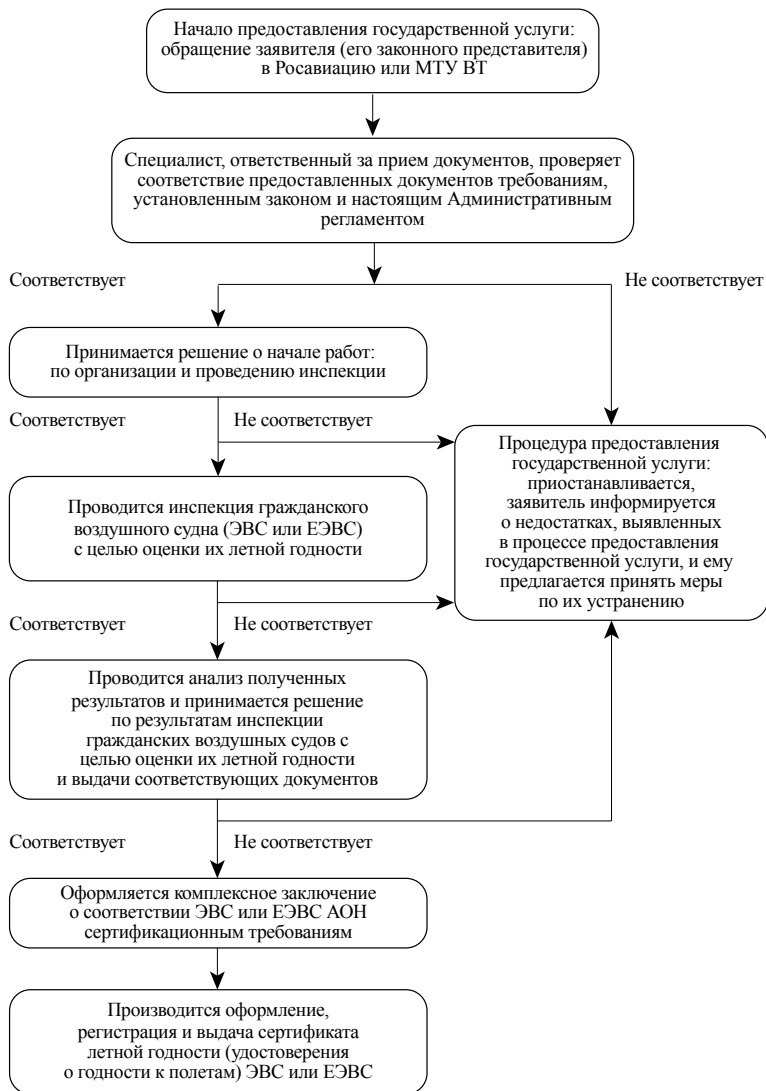 Начало предоставления государственной услуги:
обращение заявителя (его законного представителя)
в Росавиацию или МТУ ВТ
Специалист, ответственный за прием документов, проверяет
соответствие предоставленных документов требованиям,
установленным законом и настоящим Административным
регламентом
Соответствует
Не соответствует
Принимается решение о начале работ:
по организации и проведению инспекции
Соответствует
Не соответствует
Процедура предоставления
государственной услуги:
приостанавливается,
заявитель информируется
о недостатках, выявленных
в процессе предоставления
государственной услуги, и ему
предлагается принять меры
по их устранению
Проводится инспекция гражданского
воздушного судна (ЭВС или ЕЭВС)
с целью оценки их летной годности
Соответствует
Не соответствует
Проводится анализ полученных
результатов и принимается решение
по результатам инспекции
гражданских воздушных судов с
целью оценки их летной годности
и выдачи соответствующих документов
Соответствует
Не соответствует
Оформляется комплексное заключение
о соответствии ЭВС или ЕЭВС АОН
сертификационным требованиям
Производится оформление,
регистрация и выдача сертификата
летной годности (удостоверения
о годности к полетам) ЭВС или ЕЭВС